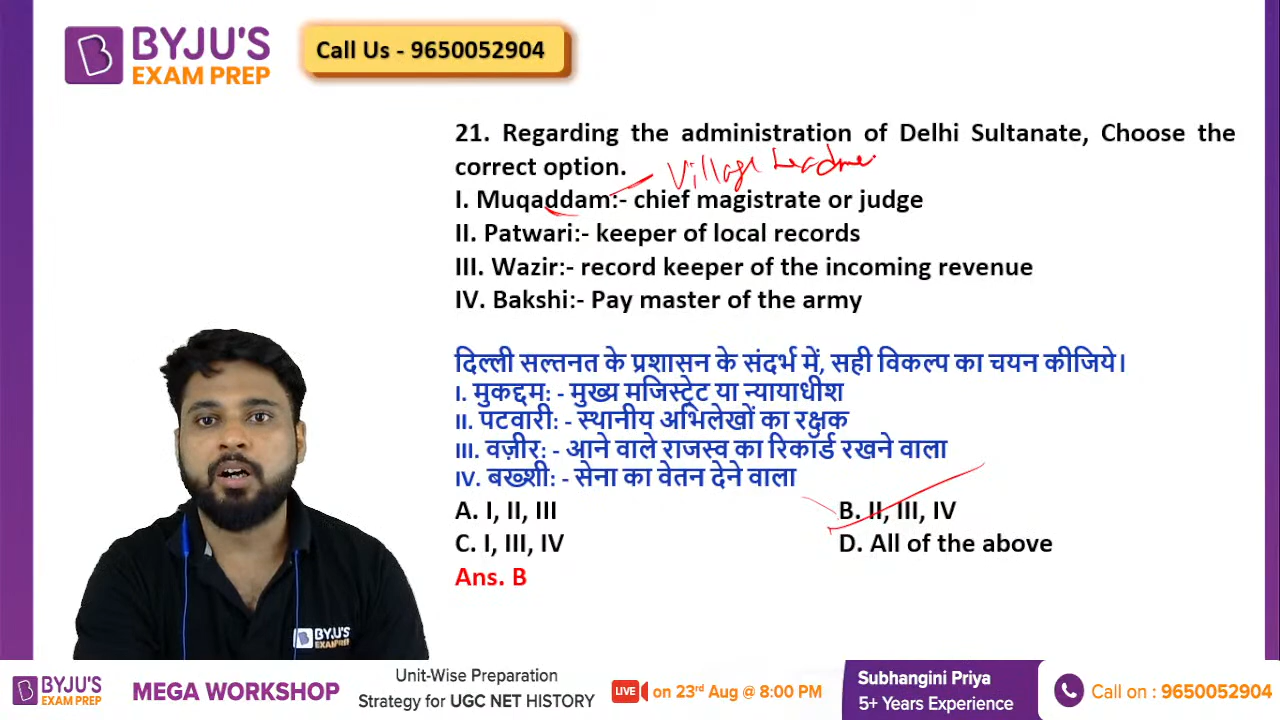 BYJU'S
EXAM PREP
Call Us - 9650052904
21. Regarding the administration of Delhi Sultanate, Choose the
correct option.
Village Leader
I. Muqaddam:- chief magistrate or judge
II. Patwari:- keeper of local records
III. Wazir:- record keeper of the incoming revenue
IV. Bakshi:- Pay master of the army
दिल्ली सल्तनत के प्रशासन के संदर्भ में, सही विकल्प का चयन कीजिये।
I. मुकद्दम: - मुख्य मजिस्ट्रेट या न्यायाधीश
II. पटवारी: - स्थानीय अभिलेखों का रक्षक
III. वज़ीर: - आने वाले राजस्व का रिकॉर्ड रखने वाला
IV. बख्शी: - सेना का वेतन देने वाला
A. I, II, III B. II, III, IV
C. I, III, IV D. All of the above
Ans. B
BYJU'S
EXAM PREP
BYJU'S
EXAM PREP
MEGA WORKSHOP
Unit-Wise Preparation
Strategy for UGC NET HISTORY
LIVE on 23rd Aug @ 8:00 PM
Subhangini Priya
5+ Years Experience
Call on : 9650052904